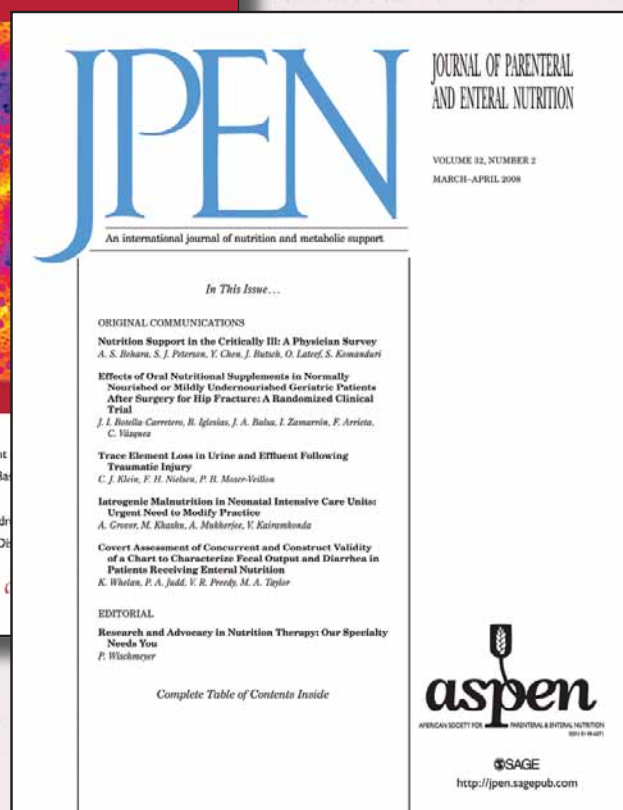 JPEN
JOURNAL OF PARENTERAL
AND ENTERAL NUTRITION
VOLUME 32, NUMBER 2
MARCH–APRIL 2008
An international journal of nutrition and metabolic support
In This Issue…
ORIGINAL COMMUNICATIONS
Nutrition Support in the Critically Ill: A Physician Survey
A. S. Behara, S. J. Peterson, Y. Chen, J. Butsch, O. Lateef, S. Komanduri
Effects of Oral Nutritional Supplements in Normally
Nourished or Mildly Undernourished Geriatric Patients
After Surgery for Hip Fracture: A Randomized Clinical
Trial
J. I. Botella-Carretero, B. Iglesias, J. A. Balsa, I. Zamarrón, F. Arrieta,
C. Vázquez
Trace Element Loss in Urine and Effluent Following
Traumatic Injury
C. J. Klein, F. H. Nielsen, P. B. Moser-Veillon
Iatrogenic Malnutrition in Neonatal Intensive Care Units:
Urgent Need to Modify Practice
A. Grover, M. Khashu, A. Mukherjee, V. Kairamkonda
Covert Assessment of Concurrent and Construct Validity
of a Chart to Characterize Fecal Output and Diarrhea in
Patients Receiving Enteral Nutrition
K. Whelan, P. A. Judd, V. R. Preedy, M. A. Taylor
EDITORIAL
Research and Advocacy in Nutrition Therapy: Our Specialty
Needs You
P. Wischmeyer
Complete Table of Contents Inside
aspen
AMERICAN SOCIETY FOR PARENTERAL & ENTERAL NUTRITION
SAGE
http://jpen.sagepub.com